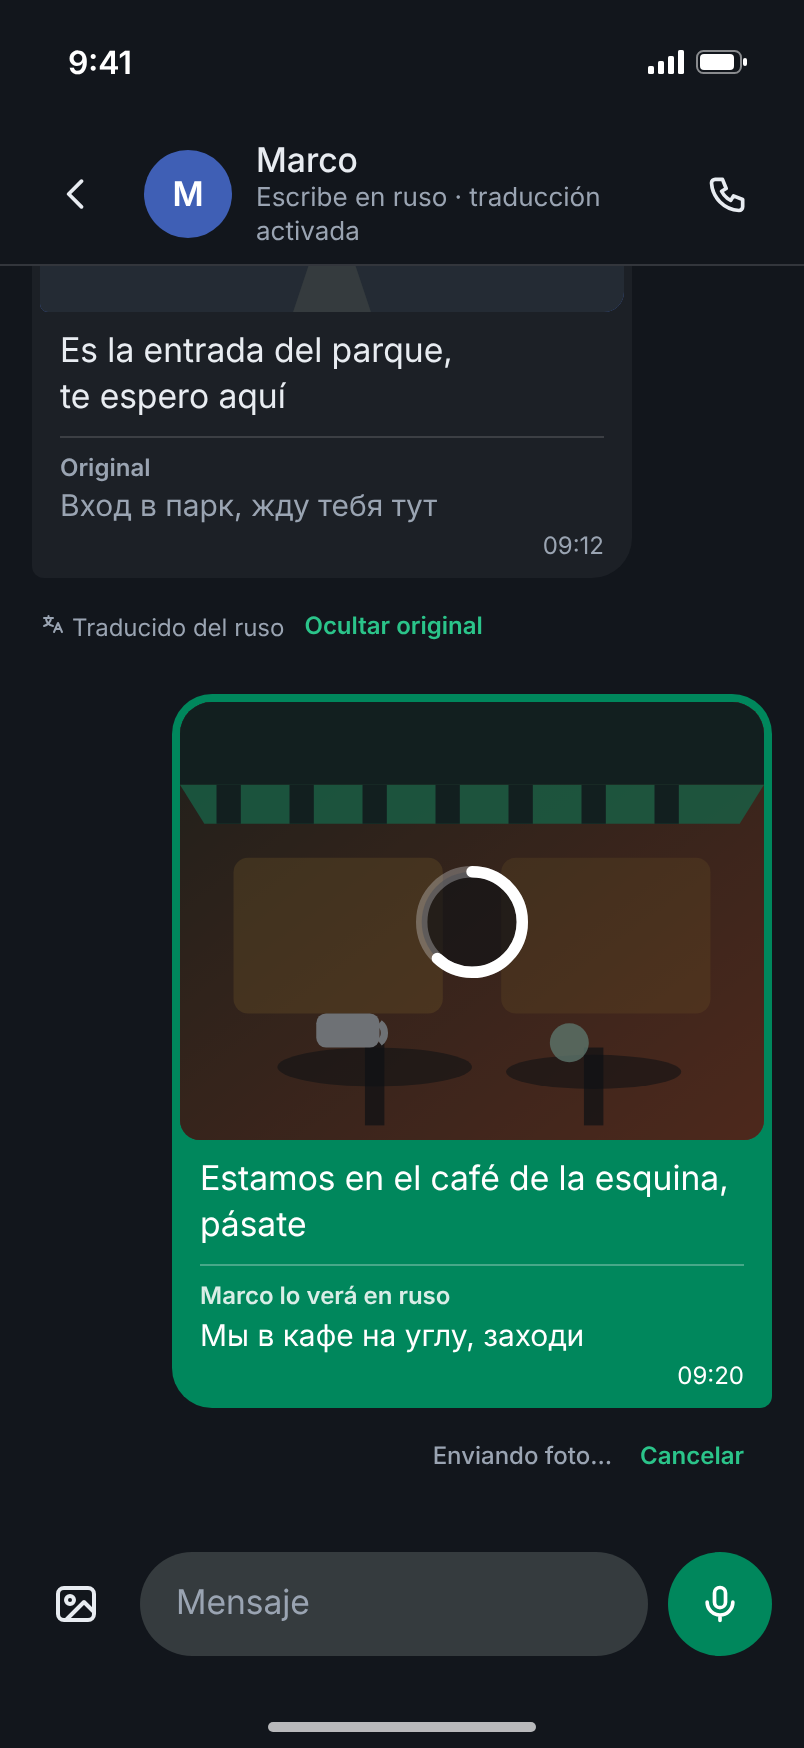 9:41
M
Marco
Escribe en ruso · traducción
activada
Es la entrada del parque,
te espero aquí
Original
Вход в парк, жду тебя тут
09:12
Traducido del ruso Ocultar original
Estamos en el café de la esquina,
pásate
Marco lo verá en ruso
Мы в кафе на углу, заходи
09:20
Enviando foto... Cancelar
Mensaje